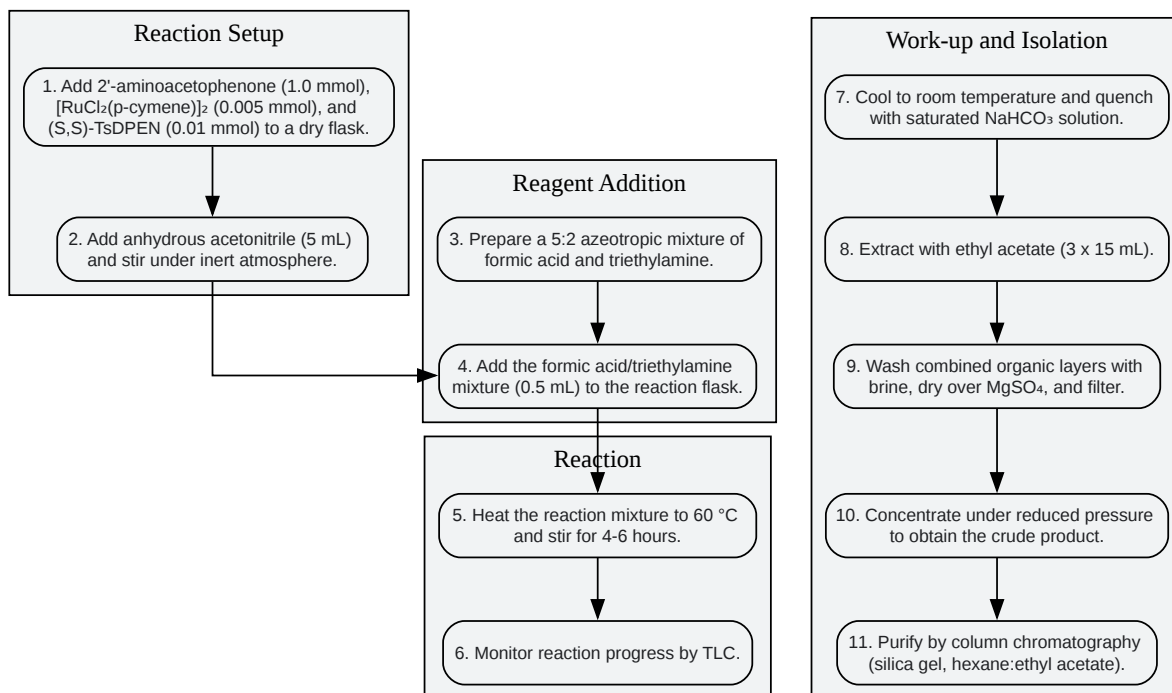 Reaction Setup
1. Add 2'-aminoacetophenone (1.0 mmol),
[RuCl₂(p-cymene)]₂ (0.005 mmol), and
(S,S)-TsDPEN (0.01 mmol) to a dry flask.
2. Add anhydrous acetonitrile (5 mL)
and stir under inert atmosphere.
Reagent Addition
3. Prepare a 5:2 azeotropic mixture of
formic acid and triethylamine.
4. Add the formic acid/triethylamine
mixture (0.5 mL) to the reaction flask.
Reaction
5. Heat the reaction mixture to 60 °C
and stir for 4-6 hours.
6. Monitor reaction progress by TLC.
Work-up and Isolation
7. Cool to room temperature and quench
with saturated NaHCO₃ solution.
8. Extract with ethyl acetate (3 x 15 mL).
9. Wash combined organic layers with
brine, dry over MgSO₄, and filter.
10. Concentrate under reduced pressure
to obtain the crude product.
11. Purify by column chromatography
(silica gel, hexane:ethyl acetate).